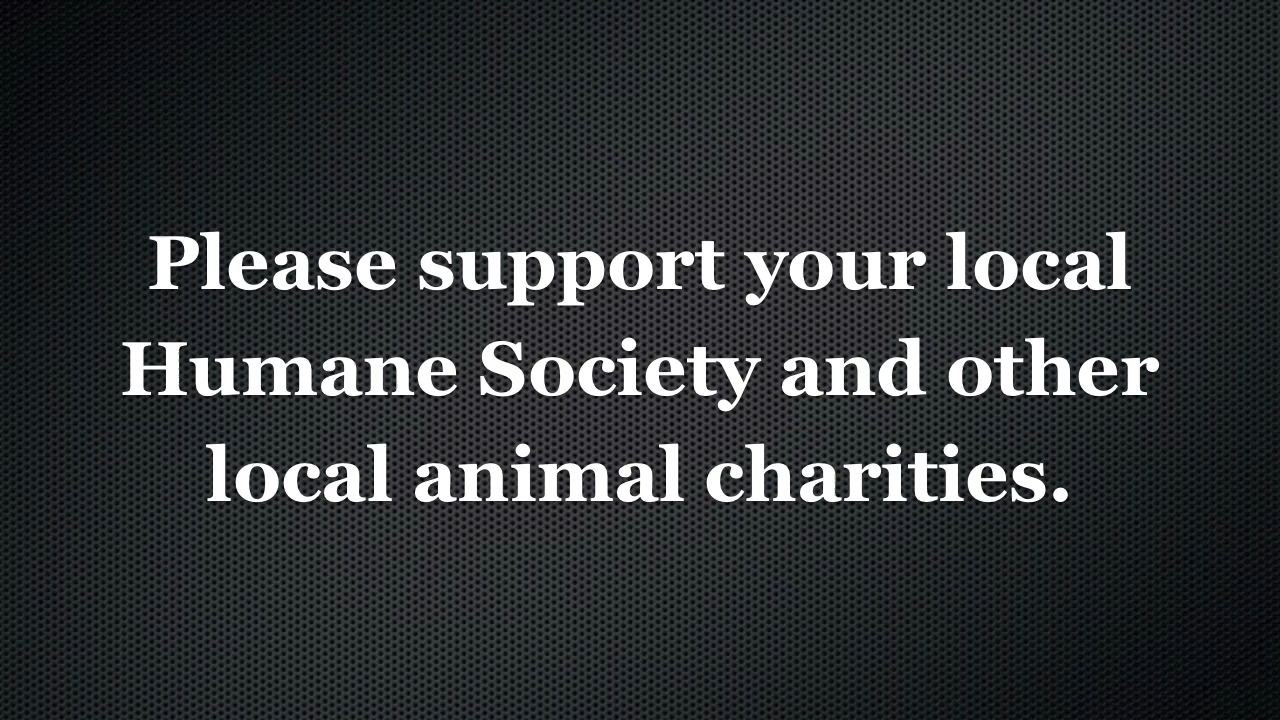 Please support your local
Humane Society and other
local animal charities.